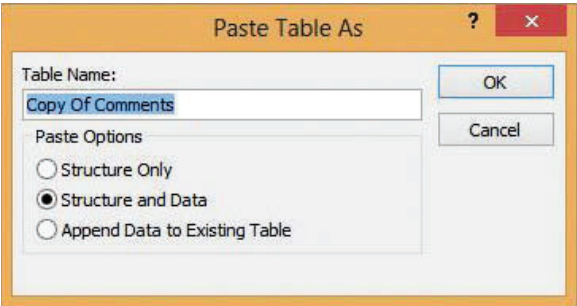 Paste Table As
?
×
Table Name:
OK
Copy Of Comments
Cancel
Paste Options
Structure Only
Structure and Data
Append Data to Existing Table